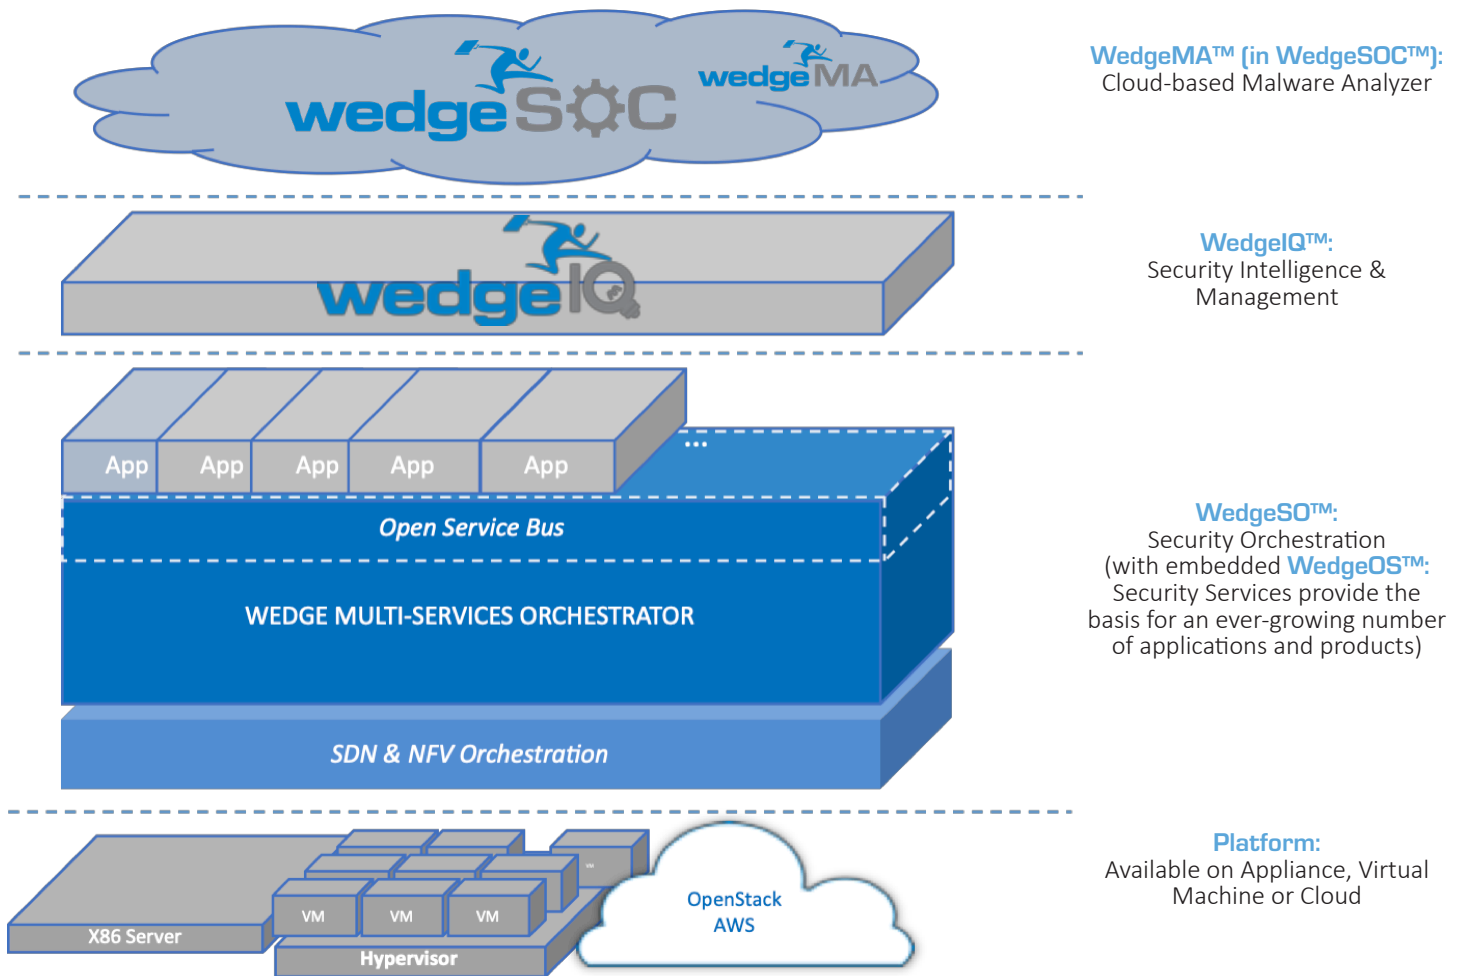 wedgeSOC
wedgeMA
WedgeMA™ (in WedgeSOC™):
Cloud-based Malware Analyzer
wedgeIQ
WedgeIQ™:
Security Intelligence &
Management
App App App App App
...
Open Service Bus
WEDGE MULTI-SERVICES ORCHESTRATOR
SDN & NFV Orchestration
WedgeSO™:
Security Orchestration
(with embedded WedgeOS™:
Security Services provide the
basis for an ever-growing number
of applications and products)
X86 Server
VM VM VM
VM
Hypervisor
OpenStack
AWS
Platform:
Available on Appliance, Virtual
Machine or Cloud